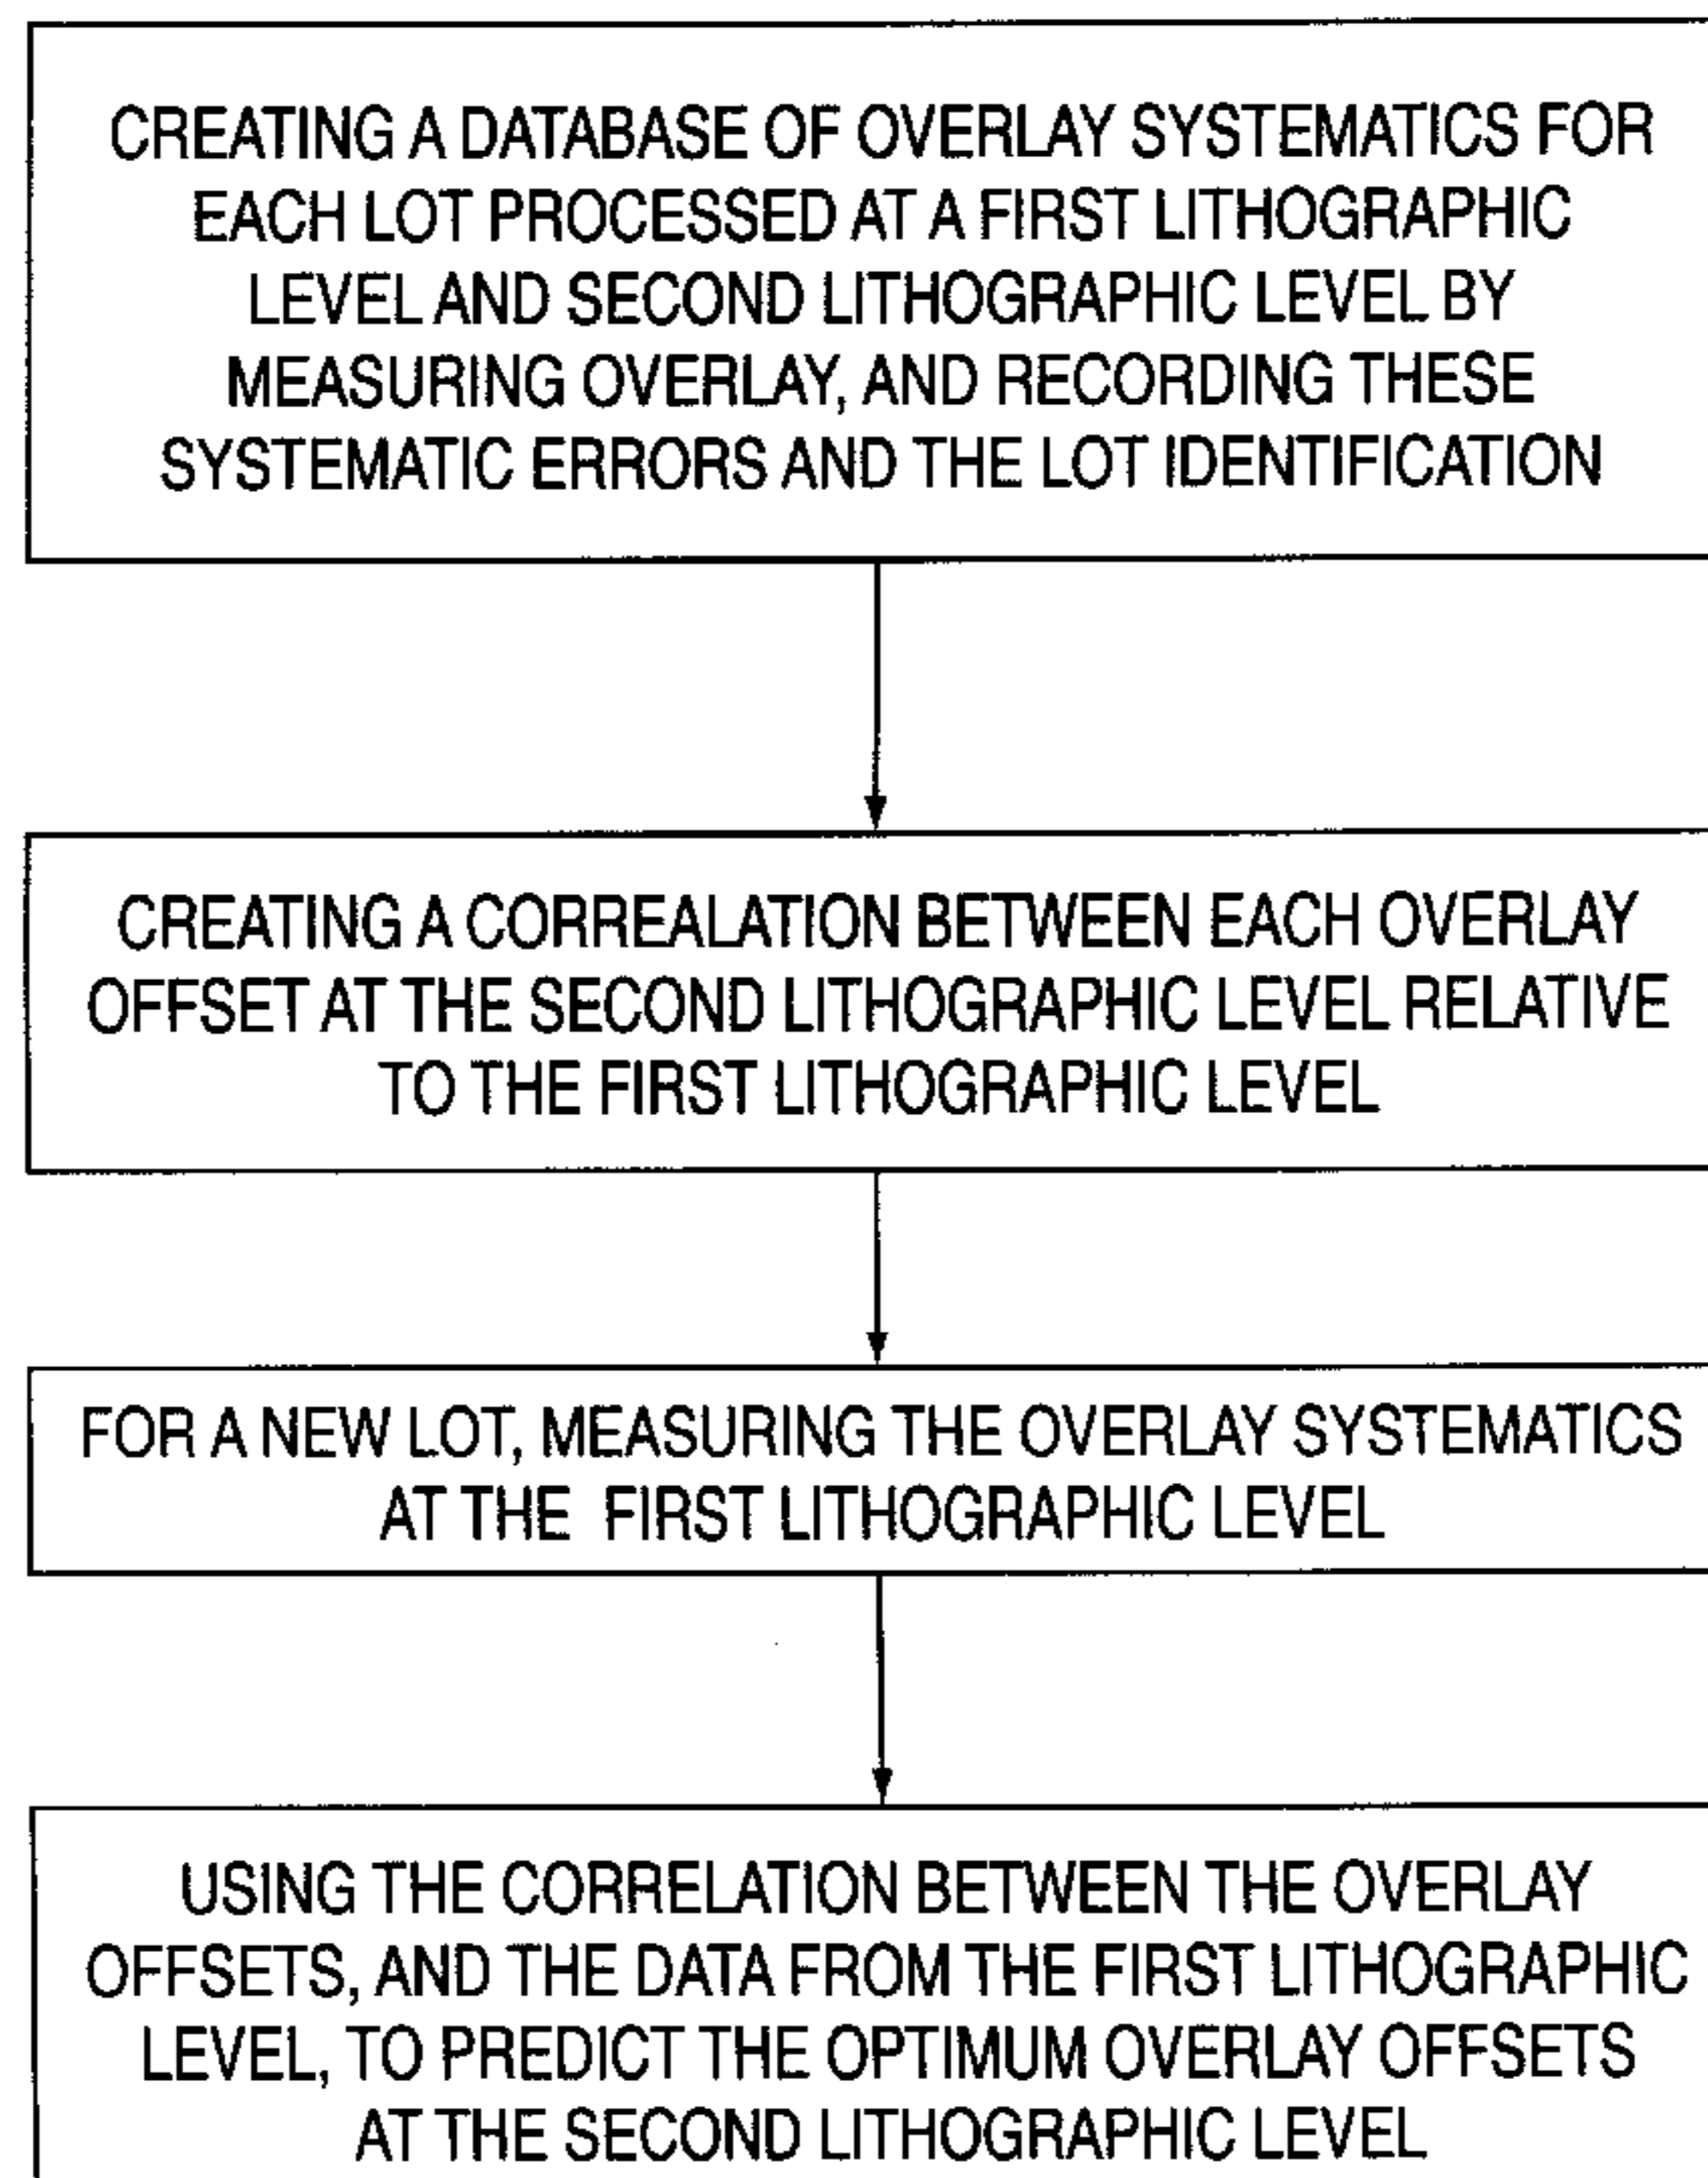 CREATING A DATABASE OF OVERLAY SYSTEMATICS FOR
EACH LOT PROCESSED AT A FIRST LITHOGRAPHIC
LEVEL AND SECOND LITHOGRAPHIC LEVEL BY
MEASURING OVERLAY, AND RECORDING THESE
SYSTEMATIC ERRORS AND THE LOT IDENTIFICATION
CREATING A CORREALATION BETWEEN EACH OVERLAY
OFFSET AT THE SECOND LITHOGRAPHIC LEVEL RELATIVE
TO THE FIRST LITHOGRAPHIC LEVEL
FOR A NEW LOT, MEASURING THE OVERLAY SYSTEMATICS
AT THE FIRST LITHOGRAPHIC LEVEL
USING THE CORRELATION BETWEEN THE OVERLAY
OFFSETS, AND THE DATA FROM THE FIRST LITHOGRAPHIC
LEVEL, TO PREDICT THE OPTIMUM OVERLAY OFFSETS
AT THE SECOND LITHOGRAPHIC LEVEL